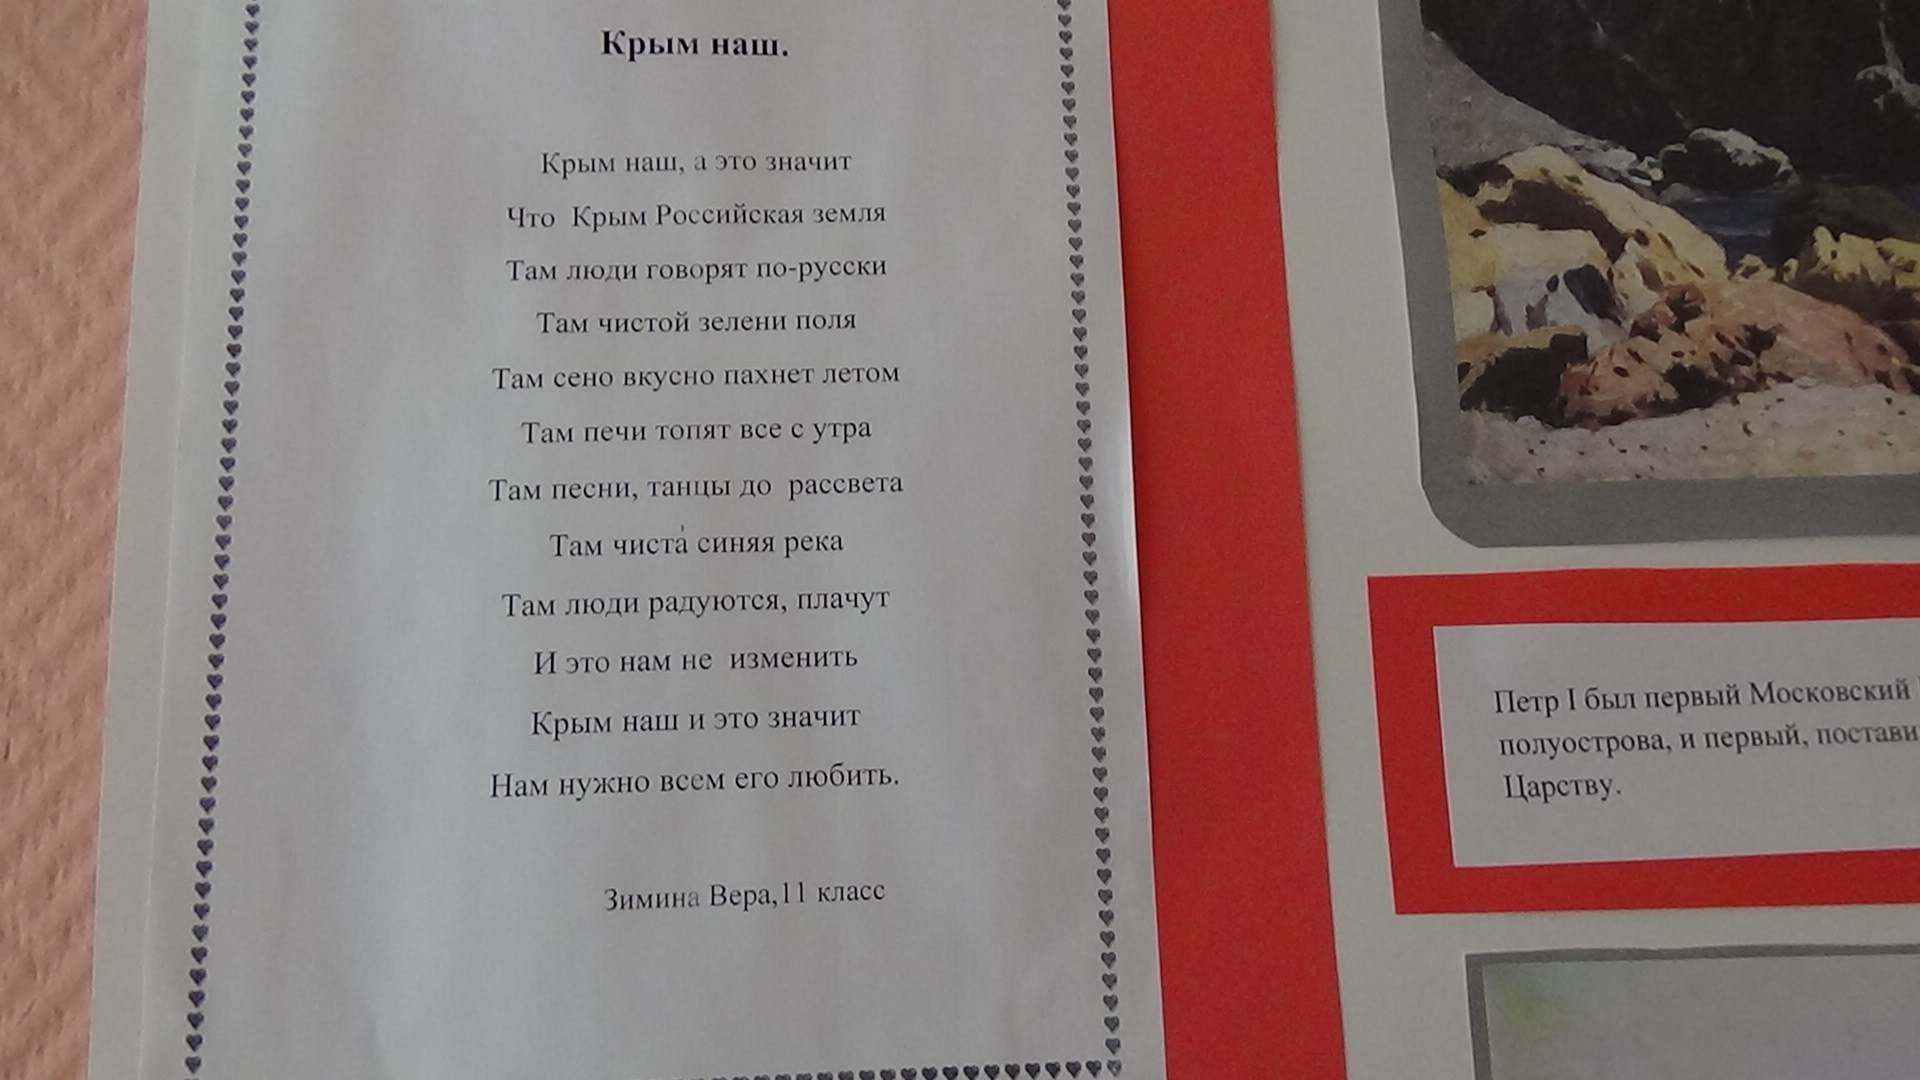 Крым наш.
Крым наш, а это значит
Что Крым Российская земля
Там люди говорят по-русски
Там чистой зелени поля
Там сено вкусно пахнет летом
Там печи топят все с утра
Там песни, танцы до рассвета
Там чиста́ синяя река
Там люди радуются, плачут
И это нам не изменить
Крым наш и это значит
Нам нужно всем его любить.
Зимина Вера,11 класс
Петр I был первый Московский
полуострова, и первый,
Царству.